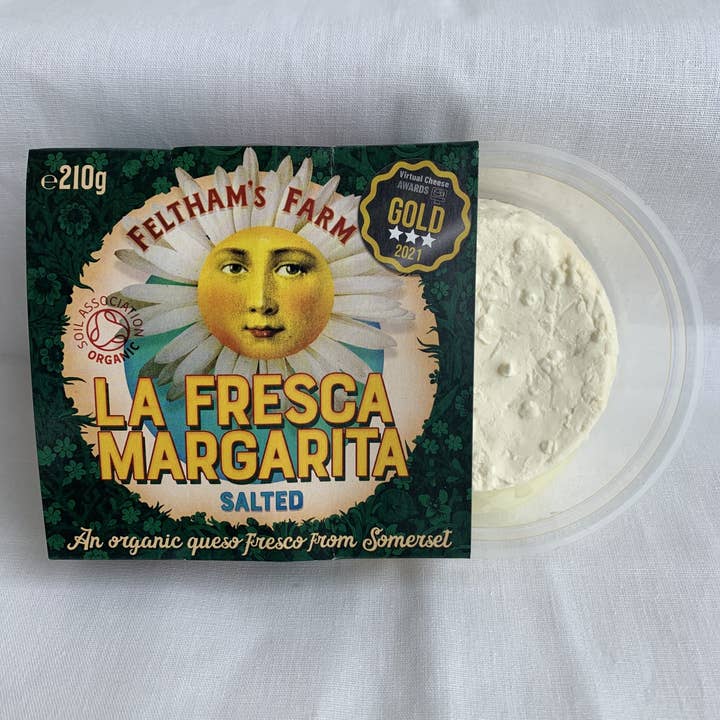 ℮210g
FELTHAM'S FARM
Virtual Cheese
AWARDS
GOLD
2021
SOIL ASSOCIATION
ORGANIC
LA FRESCA
MARGARITA
SALTED
An organic queso fresco from Somerset